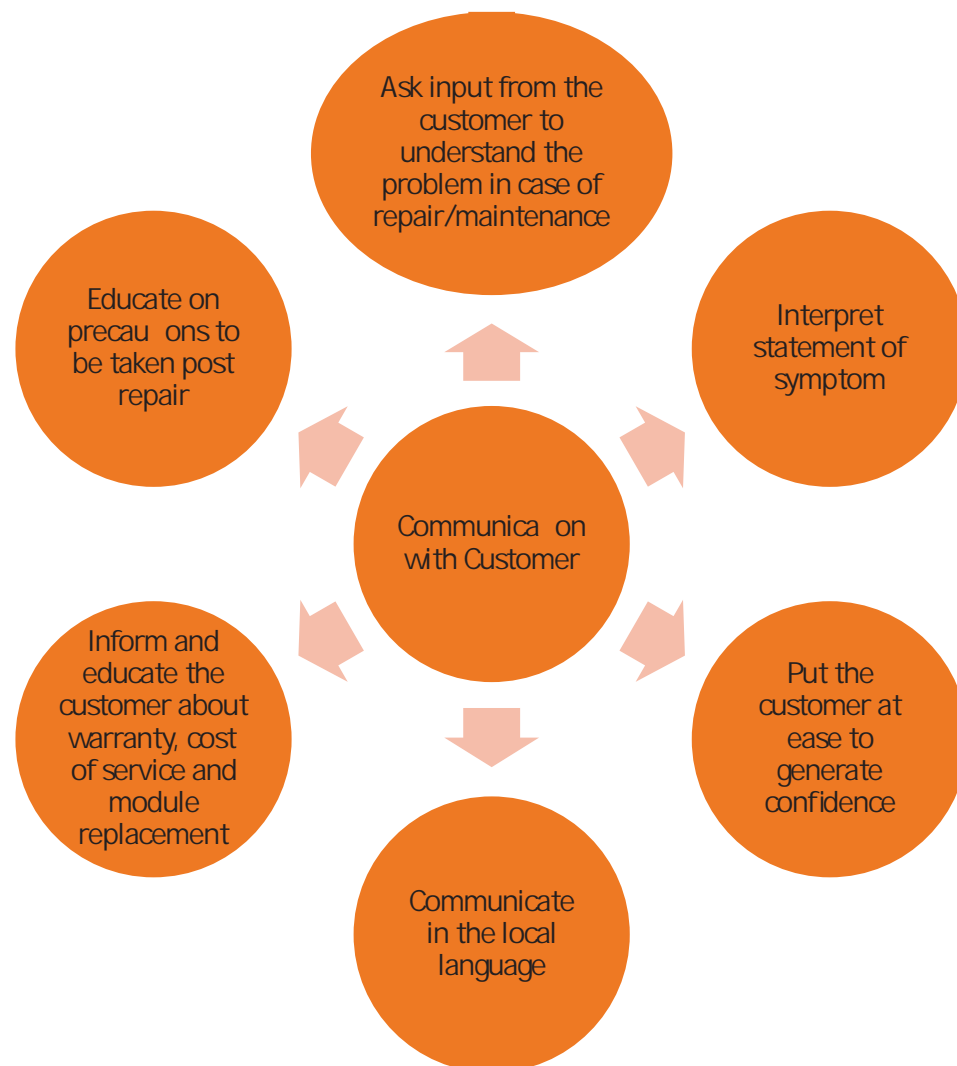 Ask input from the
customer to
understand the
problem in case of
repair/maintenance
Interpret
statement of
symptom
Put the
customer at
ease to
generate
confidence
Communicate
in the local
language
Inform and
educate the
customer about
warranty, cost
of service and
module
replacement
Educate on
precau ons to
be taken post
repair
Communica on
with Customer